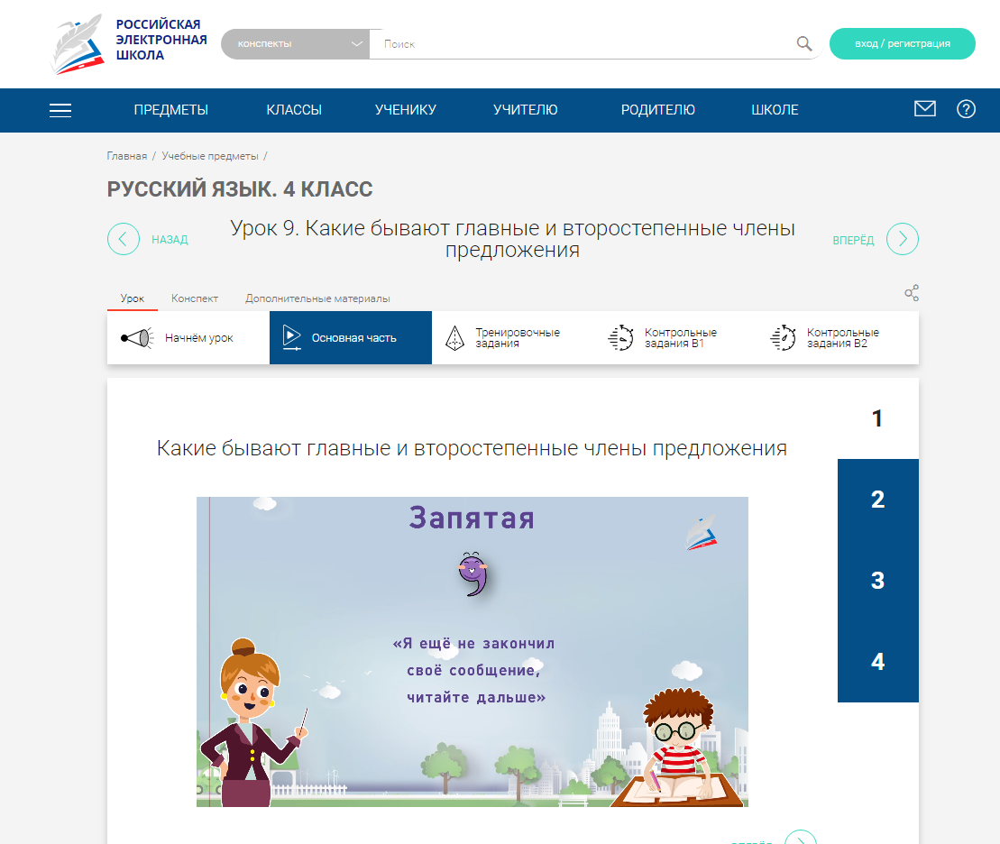 РОССИЙСКАЯ
ЭЛЕКТРОННАЯ
ШКОЛА
конспекты
Поиск
вход / регистрация
ПРЕДМЕТЫ КЛАССЫ УЧЕНИКУ УЧИТЕЛЮ РОДИТЕЛЮ ШКОЛЕ
Главная / Учебные предметы /
РУССКИЙ ЯЗЫК. 4 КЛАСС
НАЗАД
Урок 9. Какие бывают главные и второстепенные члены
предложения
ВПЕРЁД
Урок Конспект Дополнительные материалы
Начнём урок
Основная часть
Тренировочные
задания
Контрольные
задания В1
Контрольные
задания В2
1
2
3
4
Какие бывают главные и второстепенные члены предложения
Запятая
,
«Я ещё не закончил
своё сообщение,
читайте дальше»